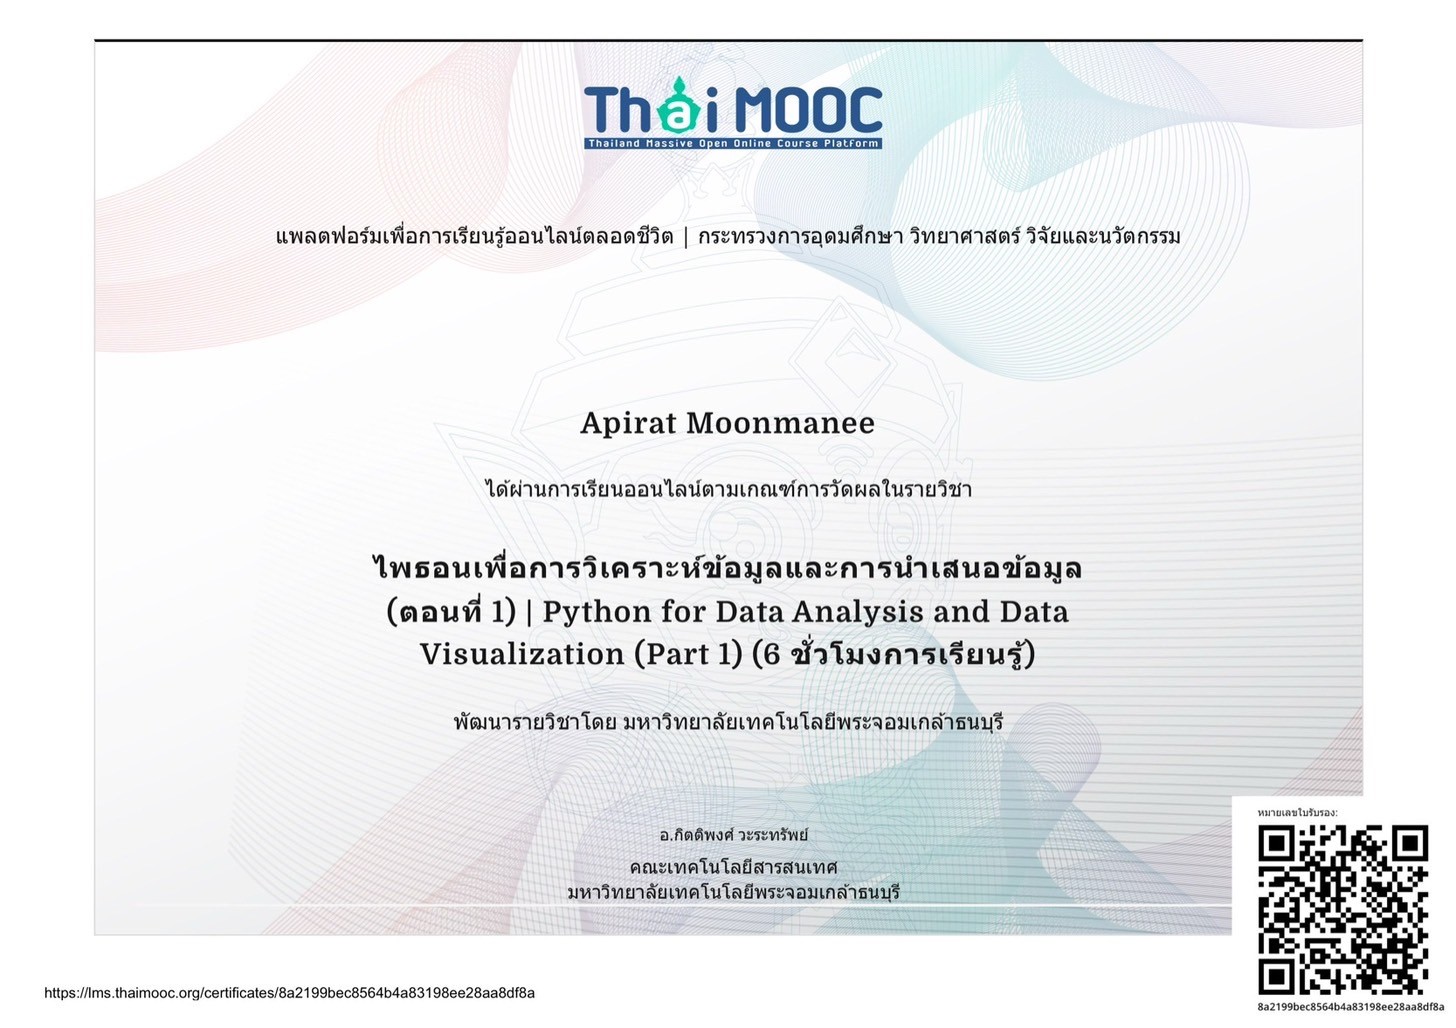 Thai MOOC
Thailand Massive Open Online Course Platform
แพลตฟอร์มเพื่อการเรียนรู้ออนไลน์ตลอดชีวิต | กระทรวงการอุดมศึกษา วิทยาศาสตร์ วิจัยและนวัตกรรม
Apirat Moonmanee
ได้ผ่านการเรียนออนไลน์ตามเกณฑ์การวัดผลในรายวิชา
ไพธอนเพื่อการวิเคราะห์ข้อมูลและการนำเสนอข้อมูล
(ตอนที่ 1) | Python for Data Analysis and Data
Visualization (Part 1) (6 ชั่วโมงการเรียนรู้)
พัฒนารายวิชาโดย มหาวิทยาลัยเทคโนโลยีพระจอมเกล้าธนบุรี
อ.กิตติพงศ์ วะระทรัพย์
คณะเทคโนโลยีสารสนเทศ
มหาวิทยาลัยเทคโนโลยีพระจอมเกล้าธนบุรี
หมายเลขใบรับรอง:
8a2199bec8564b4a83198ee28aa8df8a
https://lms.thaimooc.org/certificates/8a2199bec8564b4a83198ee28aa8df8a